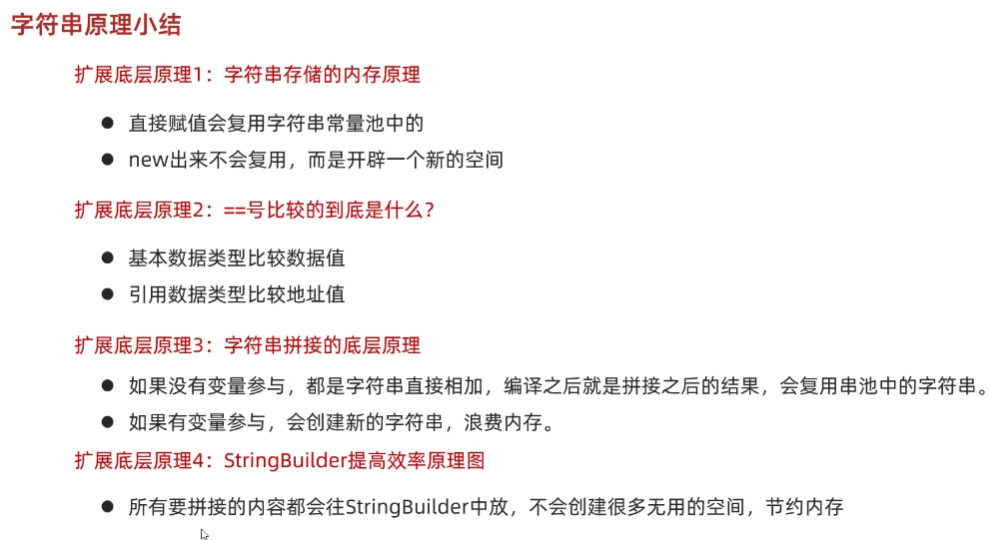 字符串原理小结
扩展底层原理1：字符串存储的内存原理
● 直接赋值会复用字符串常量池中的
● new出来不会复用，而是开辟一个新的空间
扩展底层原理2：==号比较的到底是什么？
● 基本数据类型比较数据值
● 引用数据类型比较地址值
扩展底层原理3：字符串拼接的底层原理
● 如果没有变量参与，都是字符串直接相加，编译之后就是拼接之后的结果，会复用串池中的字符串。
● 如果有变量参与，会创建新的字符串，浪费内存。
扩展底层原理4：StringBuilder提高效率原理图
● 所有要拼接的内容都会往StringBuilder中放，不会创建很多无用的空间，节约内存